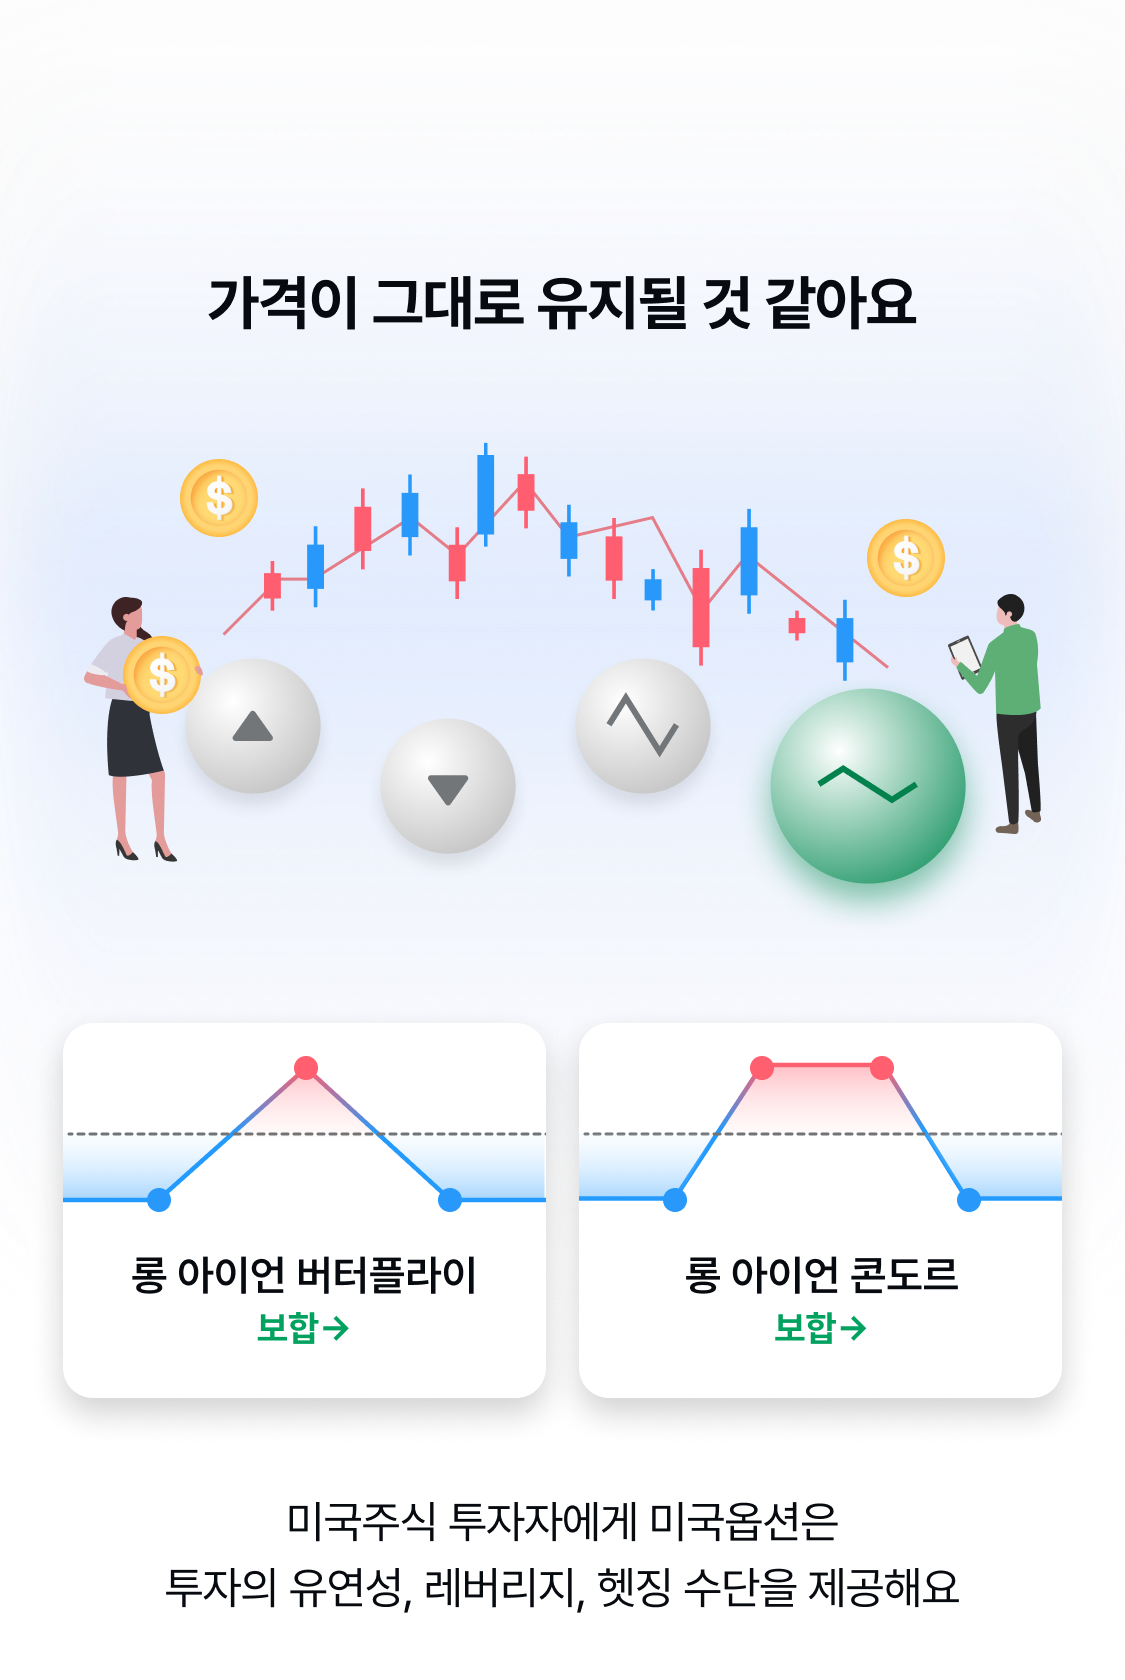 가격이 그대로 유지될 것 같아요
$
$
$
롱 아이언 버터플라이
보합→
롱 아이언 콘도르
보합→
미국주식 투자자에게 미국옵션은
투자의 유연성, 레버리지, 헷징 수단을 제공해요